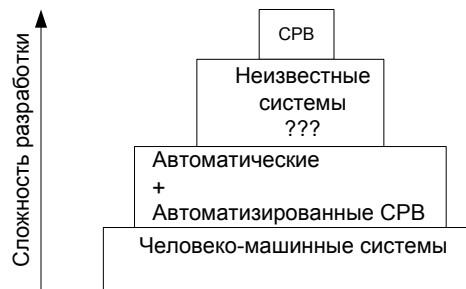 Сложность разработки
СРВ
Неизвестные
системы
???
Автоматические
+
Автоматизированные СРВ
Человеко-машинные системы